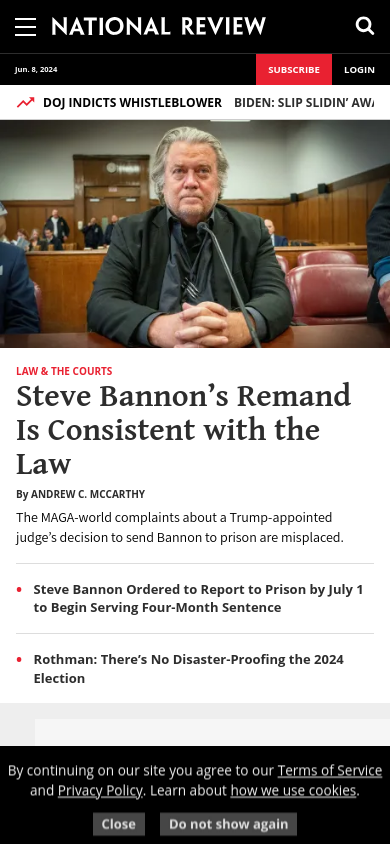 NATIONAL REVIEW
Jun. 8, 2024
SUBSCRIBE
LOGIN
DOJ INDICTS WHISTLEBLOWER
BIDEN: SLIP SLIDIN’
LAW & THE COURTS
Steve Bannon’s Remand
Is Consistent with the
Law
By ANDREW C. MCCARTHY
The MAGA-world complaints about a Trump-appointed
judge’s decision to send Bannon to prison are misplaced.
• Steve Bannon Ordered to Report to Prison by July 1
to Begin Serving Four-Month Sentence
• Rothman: There’s No Disaster-Proofing the 2024
Election
By continuing on our site you agree to our Terms of Service
and Privacy Policy. Learn about how we use cookies.
Close
Do not show again